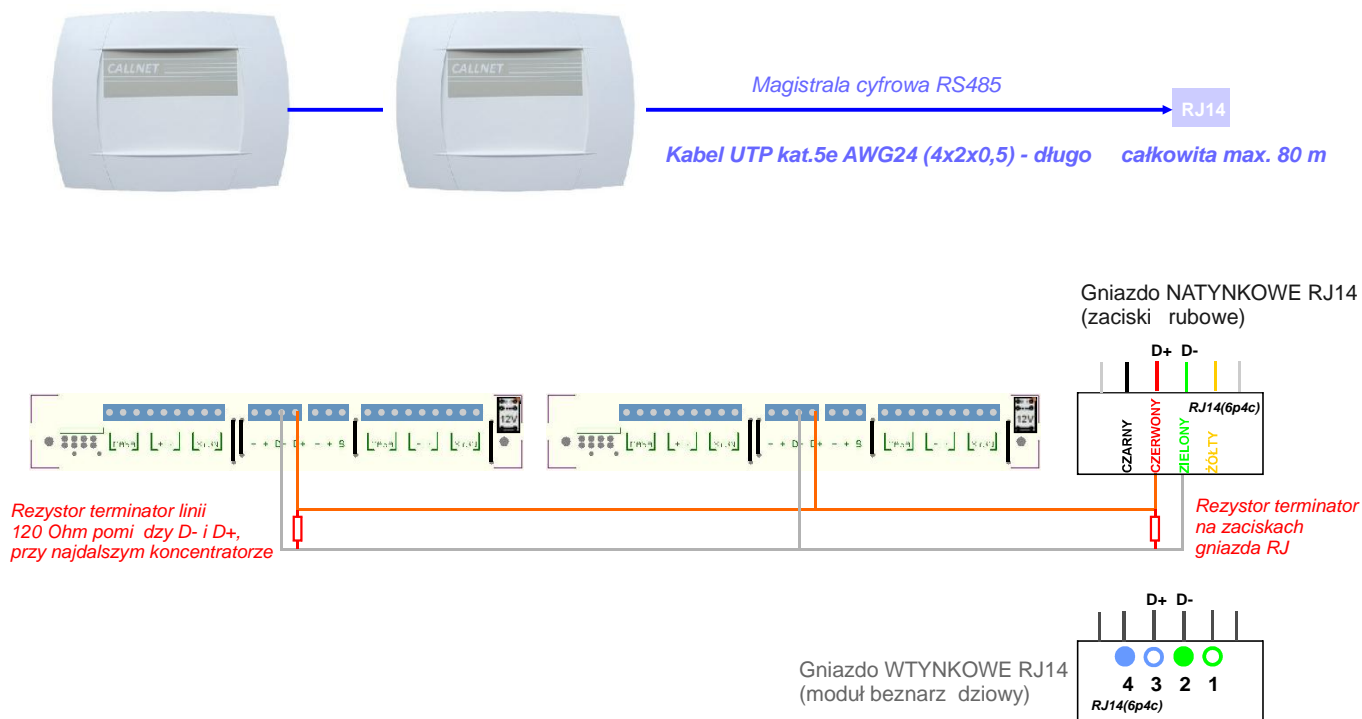 CALLNET
CALLNET
Magistrala cyfrowa RS485
RJ14
Kabel UTP kat.5e AWG24 (4x2x0,5) - długo całkowita max. 80 m
Gniazdo NATYNKOWE RJ14
(zaciski rubowe)
D+ D-
RJ14(6p4c)
CZARNY
CZERWONY
ZIELONY
ŻÓŁTY
12V
- + D- D+ - + S
12V
- + D- D+ - + S
Rezystor terminator linii
120 Ohm pomi dzy D- i D+,
przy najdalszym koncentratorze
Rezystor terminator
na zaciskach
gniazda RJ
D+ D-
Gniazdo WTYNKOWE RJ14
(moduł beznarz dziowy)
4 3 2 1
RJ14(6p4c)